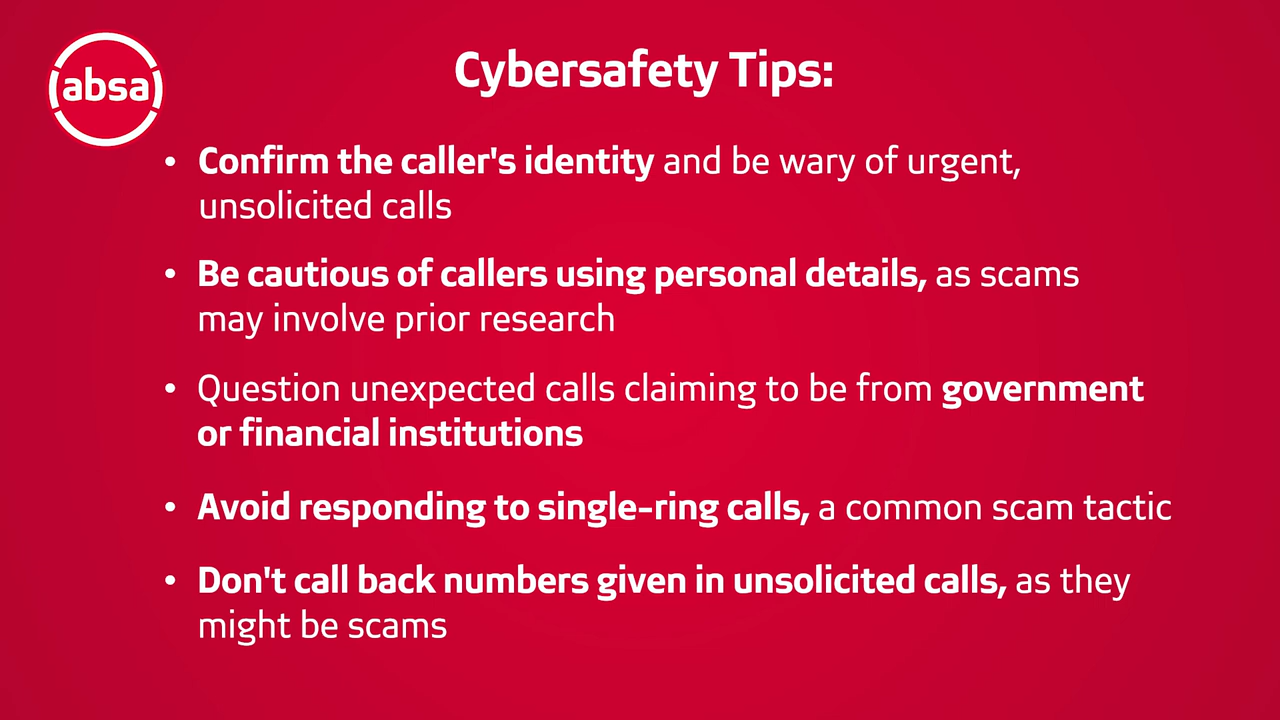 absa
Cybersafety Tips:
• Confirm the caller's identity and be wary of urgent,
unsolicited calls
• Be cautious of callers using personal details, as scams
may involve prior research
• Question unexpected calls claiming to be from government
or financial institutions
• Avoid responding to single-ring calls, a common scam tactic
• Don't call back numbers given in unsolicited calls, as they
might be scams